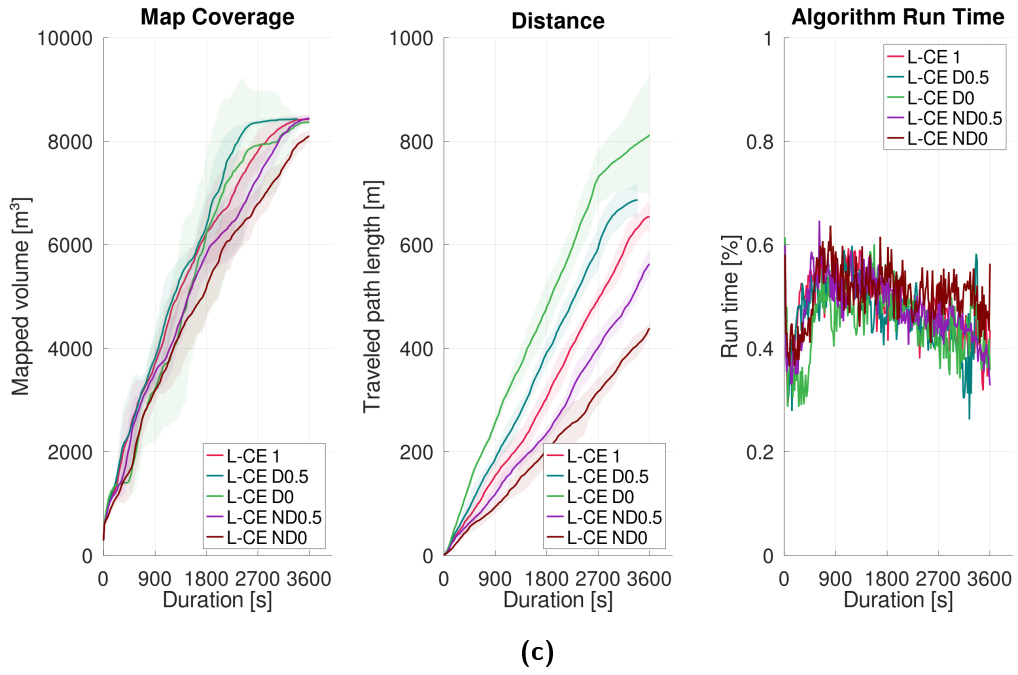 Map Coverage
10000
8000
6000
4000
2000
0
Mapped volume [m³]
0 900 1800 2700 3600
Duration [s]
L-CE 1
L-CE D0.5
L-CE D0
L-CE ND0.5
L-CE ND0
Distance
1000
800
600
400
200
0
Traveled path length [m]
0 900 1800 2700 3600
Duration [s]
L-CE 1
L-CE D0.5
L-CE D0
L-CE ND0.5
L-CE ND0
Algorithm Run Time
1
0.8
0.6
0.4
0.2
0
Run time [%]
0 900 1800 2700 3600
Duration [s]
L-CE 1
L-CE D0.5
L-CE D0
L-CE ND0.5
L-CE ND0
(c)